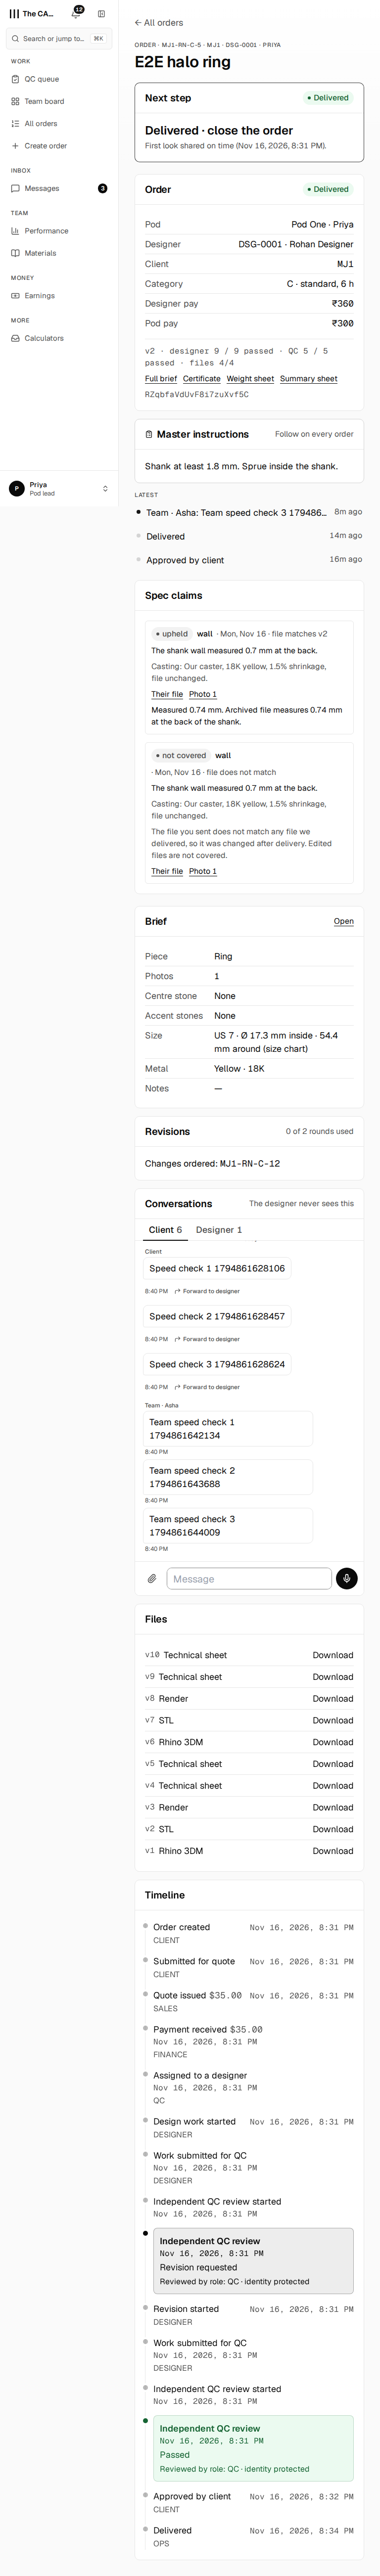 The CA...
12
Search or jump to... ⌘K
WORK
QC queue
Team board
All orders
Create order
INBOX
Messages 3
TEAM
Performance
Materials
MONEY
Earnings
MORE
Calculators
P Priya
Pod lead
← All orders
ORDER · MJ1-RN-C-5 · MJ1 · DSG-0001 · PRIYA
E2E halo ring
Next step Delivered
Delivered · close the order
First look shared on time (Nov 16, 2026, 8:31 PM).
Order Delivered
Pod Pod One · Priya
Designer DSG-0001 · Rohan Designer
Client MJ1
Category C · standard, 6 h
Designer pay ₹360
Pod pay ₹300
v2 · designer 9 / 9 passed · QC 5 / 5
passed · files 4/4
Full brief Certificate Weight sheet Summary sheet
RZqbfaVdUvF8i7zuXvf5C
Master instructions Follow on every order
Shank at least 1.8 mm. Sprue inside the shank.
LATEST
Team · Asha: Team speed check 3 179486... 8m ago
Delivered 14m ago
Approved by client 16m ago
Spec claims
upheld wall · Mon, Nov 16 · file matches v2
The shank wall measured 0.7 mm at the back.
Casting: Our caster, 18K yellow, 1.5% shrinkage,
file unchanged.
Their file Photo 1
Measured 0.74 mm. Archived file measures 0.74 mm
at the back of the shank.
not covered wall
· Mon, Nov 16 · file does not match
The shank wall measured 0.7 mm at the back.
Casting: Our caster, 18K yellow, 1.5% shrinkage,
file unchanged.
The file you sent does not match any file we
delivered, so it was changed after delivery. Edited
files are not covered.
Their file Photo 1
Brief Open
Piece Ring
Photos 1
Centre stone None
Accent stones None
Size US 7 · Ø 17.3 mm inside · 54.4
mm around (size chart)
Metal Yellow · 18K
Notes —
Revisions 0 of 2 rounds used
Changes ordered: MJ1-RN-C-12
Conversations The designer never sees this
Client 6 Designer 1
Client
Speed check 1 1794861628106
8:40 PM Forward to designer
Speed check 2 1794861628457
8:40 PM Forward to designer
Speed check 3 1794861628624
8:40 PM Forward to designer
Team · Asha
Team speed check 1
1794861642134
8:40 PM
Team speed check 2
1794861643688
8:40 PM
Team speed check 3
1794861644009
8:40 PM
Message
Files
v10 Technical sheet Download
v9 Technical sheet Download
v8 Render Download
v7 STL Download
v6 Rhino 3DM Download
v5 Technical sheet Download
v4 Technical sheet Download
v3 Render Download
v2 STL Download
v1 Rhino 3DM Download
Timeline
Order created Nov 16, 2026, 8:31 PM
CLIENT
Submitted for quote Nov 16, 2026, 8:31 PM
CLIENT
Quote issued $35.00 Nov 16, 2026, 8:31 PM
SALES
Payment received $35.00
Nov 16, 2026, 8:31 PM
FINANCE
Assigned to a designer
Nov 16, 2026, 8:31 PM
QC
Design work started Nov 16, 2026, 8:31 PM
DESIGNER
Work submitted for QC
Nov 16, 2026, 8:31 PM
DESIGNER
Independent QC review started
Nov 16, 2026, 8:31 PM
Independent QC review
Nov 16, 2026, 8:31 PM
Revision requested
Reviewed by role: QC · identity protected
Revision started Nov 16, 2026, 8:31 PM
DESIGNER
Work submitted for QC
Nov 16, 2026, 8:31 PM
DESIGNER
Independent QC review started
Nov 16, 2026, 8:31 PM
Independent QC review
Nov 16, 2026, 8:31 PM
Passed
Reviewed by role: QC · identity protected
Approved by client Nov 16, 2026, 8:32 PM
CLIENT
Delivered Nov 16, 2026, 8:34 PM
OPS